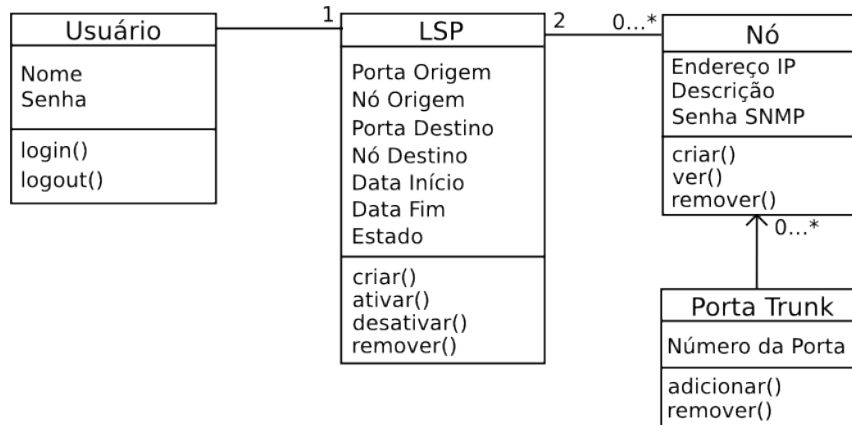 Usuário
Nome
Senha
login()
logout()
1
LSP
Porta Origem
Nó Origem
Porta Destino
Nó Destino
Data Início
Data Fim
Estado
criar()
ativar()
desativar()
remover()
2
0...*
Nó
Endereço IP
Descrição
Senha SNMP
criar()
ver()
remover()
0...*
Porta Trunk
Número da Porta
adicionar()
remover()